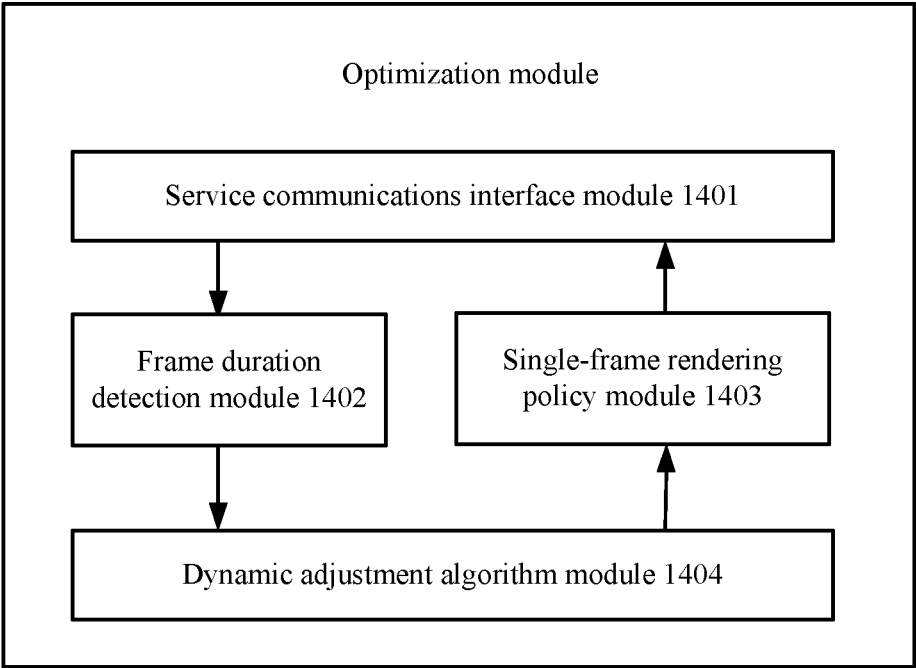 Optimization module
Service communications interface module 1401
Frame duration
detection module 1402
Single-frame rendering
policy module 1403
Dynamic adjustment algorithm module 1404